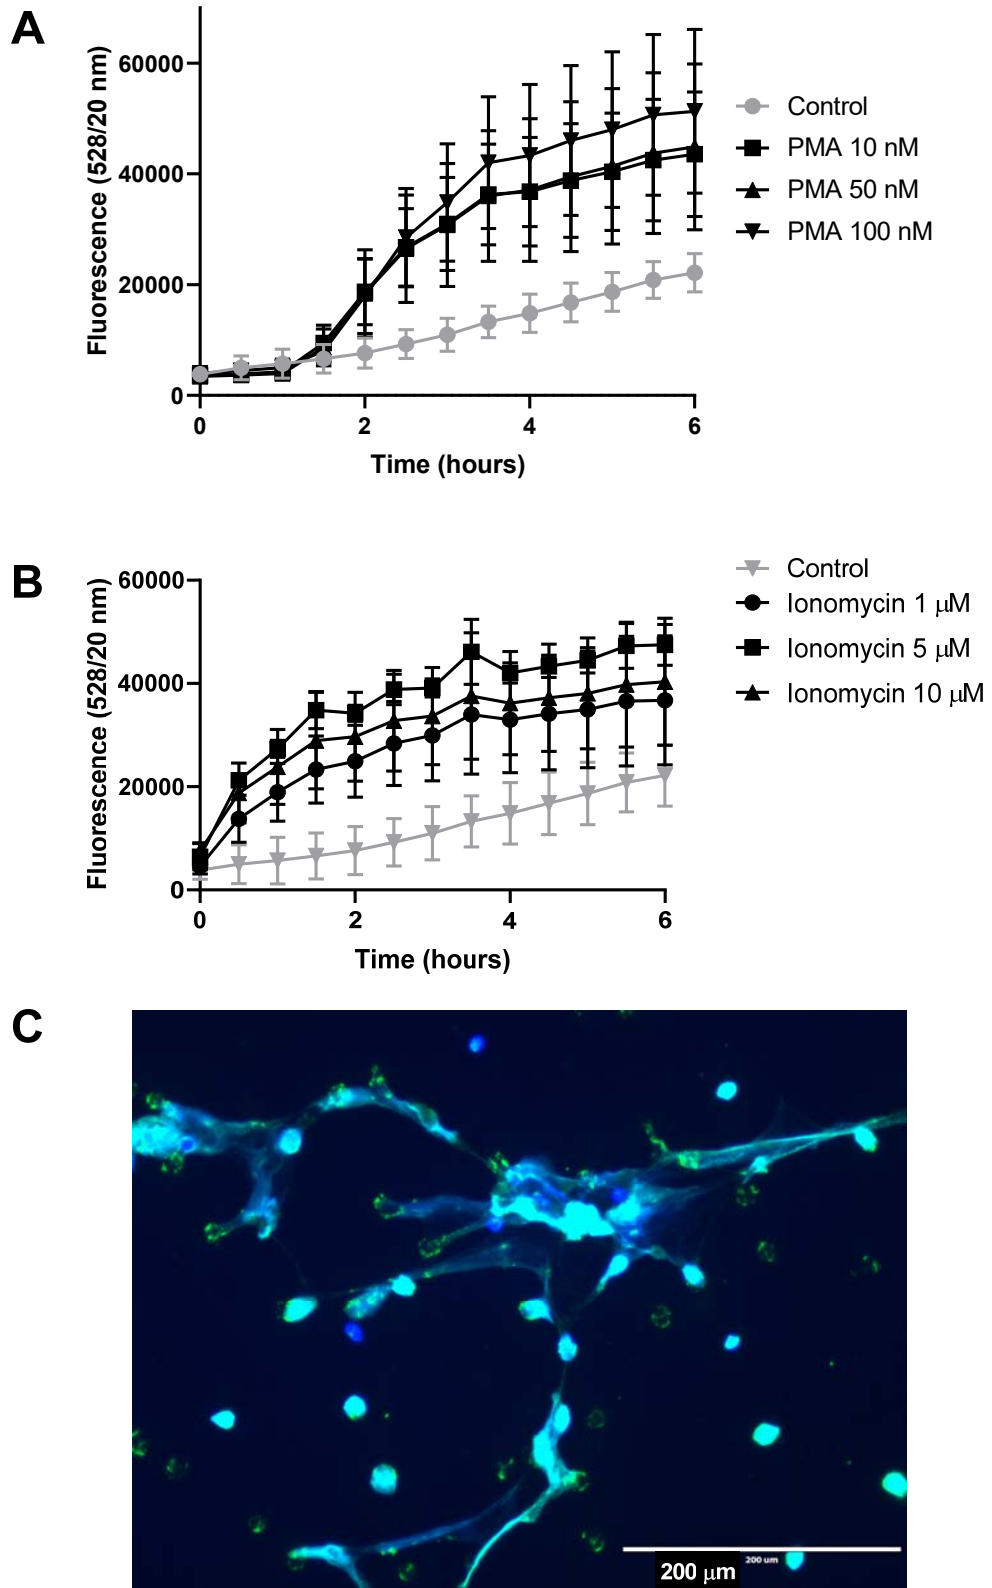 A
Fluorescence (528/20 nm)
60000
40000
20000
0
0 2 4 6
Time (hours)
Control
PMA 10 nM
PMA 50 nM
PMA 100 nM
B
Fluorescence (528/20 nm)
60000
40000
20000
0
0 2 4 6
Time (hours)
Control
Ionomycin 1 μM
Ionomycin 5 μM
Ionomycin 10 μM
C
200 um
200 μm